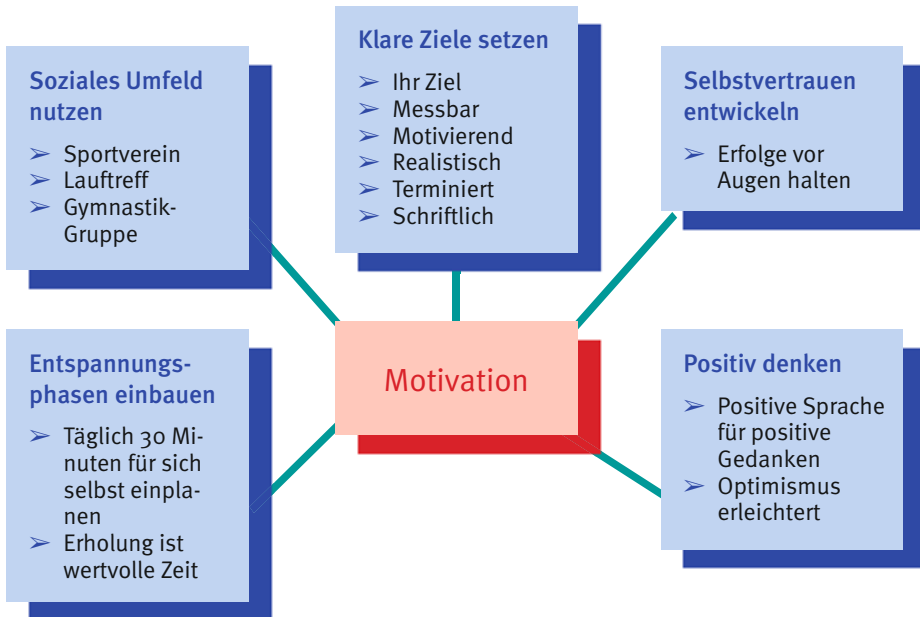 Soziales Umfeld
nutzen
➢ Sportverein
➢ Lauftreff
➢ Gymnastik-
Gruppe
Klare Ziele setzen
➢ Ihr Ziel
➢ Messbar
➢ Motivierend
➢ Realistisch
➢ Terminiert
➢ Schriftlich
Selbstvertrauen
entwickeln
➢ Erfolge vor
Augen halten
Motivation
Entspannungs-
phasen einbauen
➢ Täglich 30 Mi-
nuten für sich
selbst einpla-
nen
➢ Erholung ist
wertvolle Zeit
Positiv denken
➢ Positive Sprache
für positive
Gedanken
➢ Optimismus
erleichtert